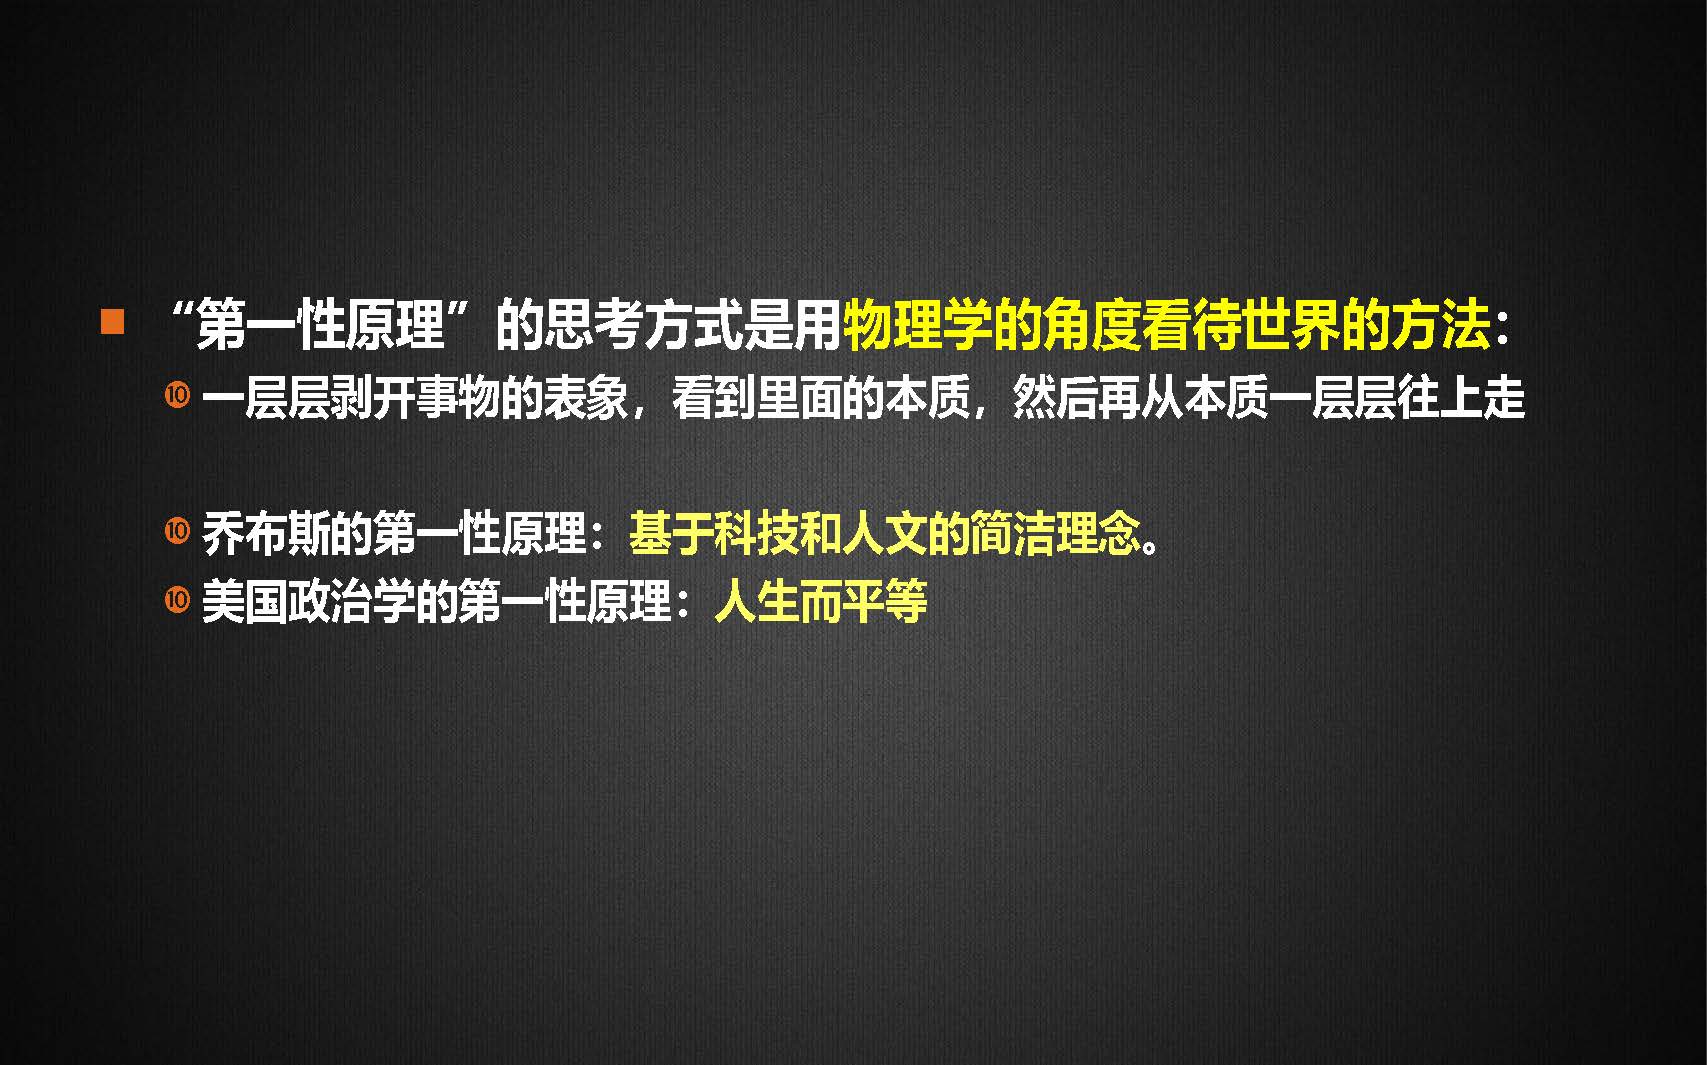 “第一性原理”的思考方式是用物理学的角度看待世界的方法：
⑩ 一层层剥开事物的表象，看到里面的本质，然后再从本质一层层往上走
⑩ 乔布斯的第一性原理：基于科技和人文的简洁理念。
⑩ 美国政治学的第一性原理：人生而平等